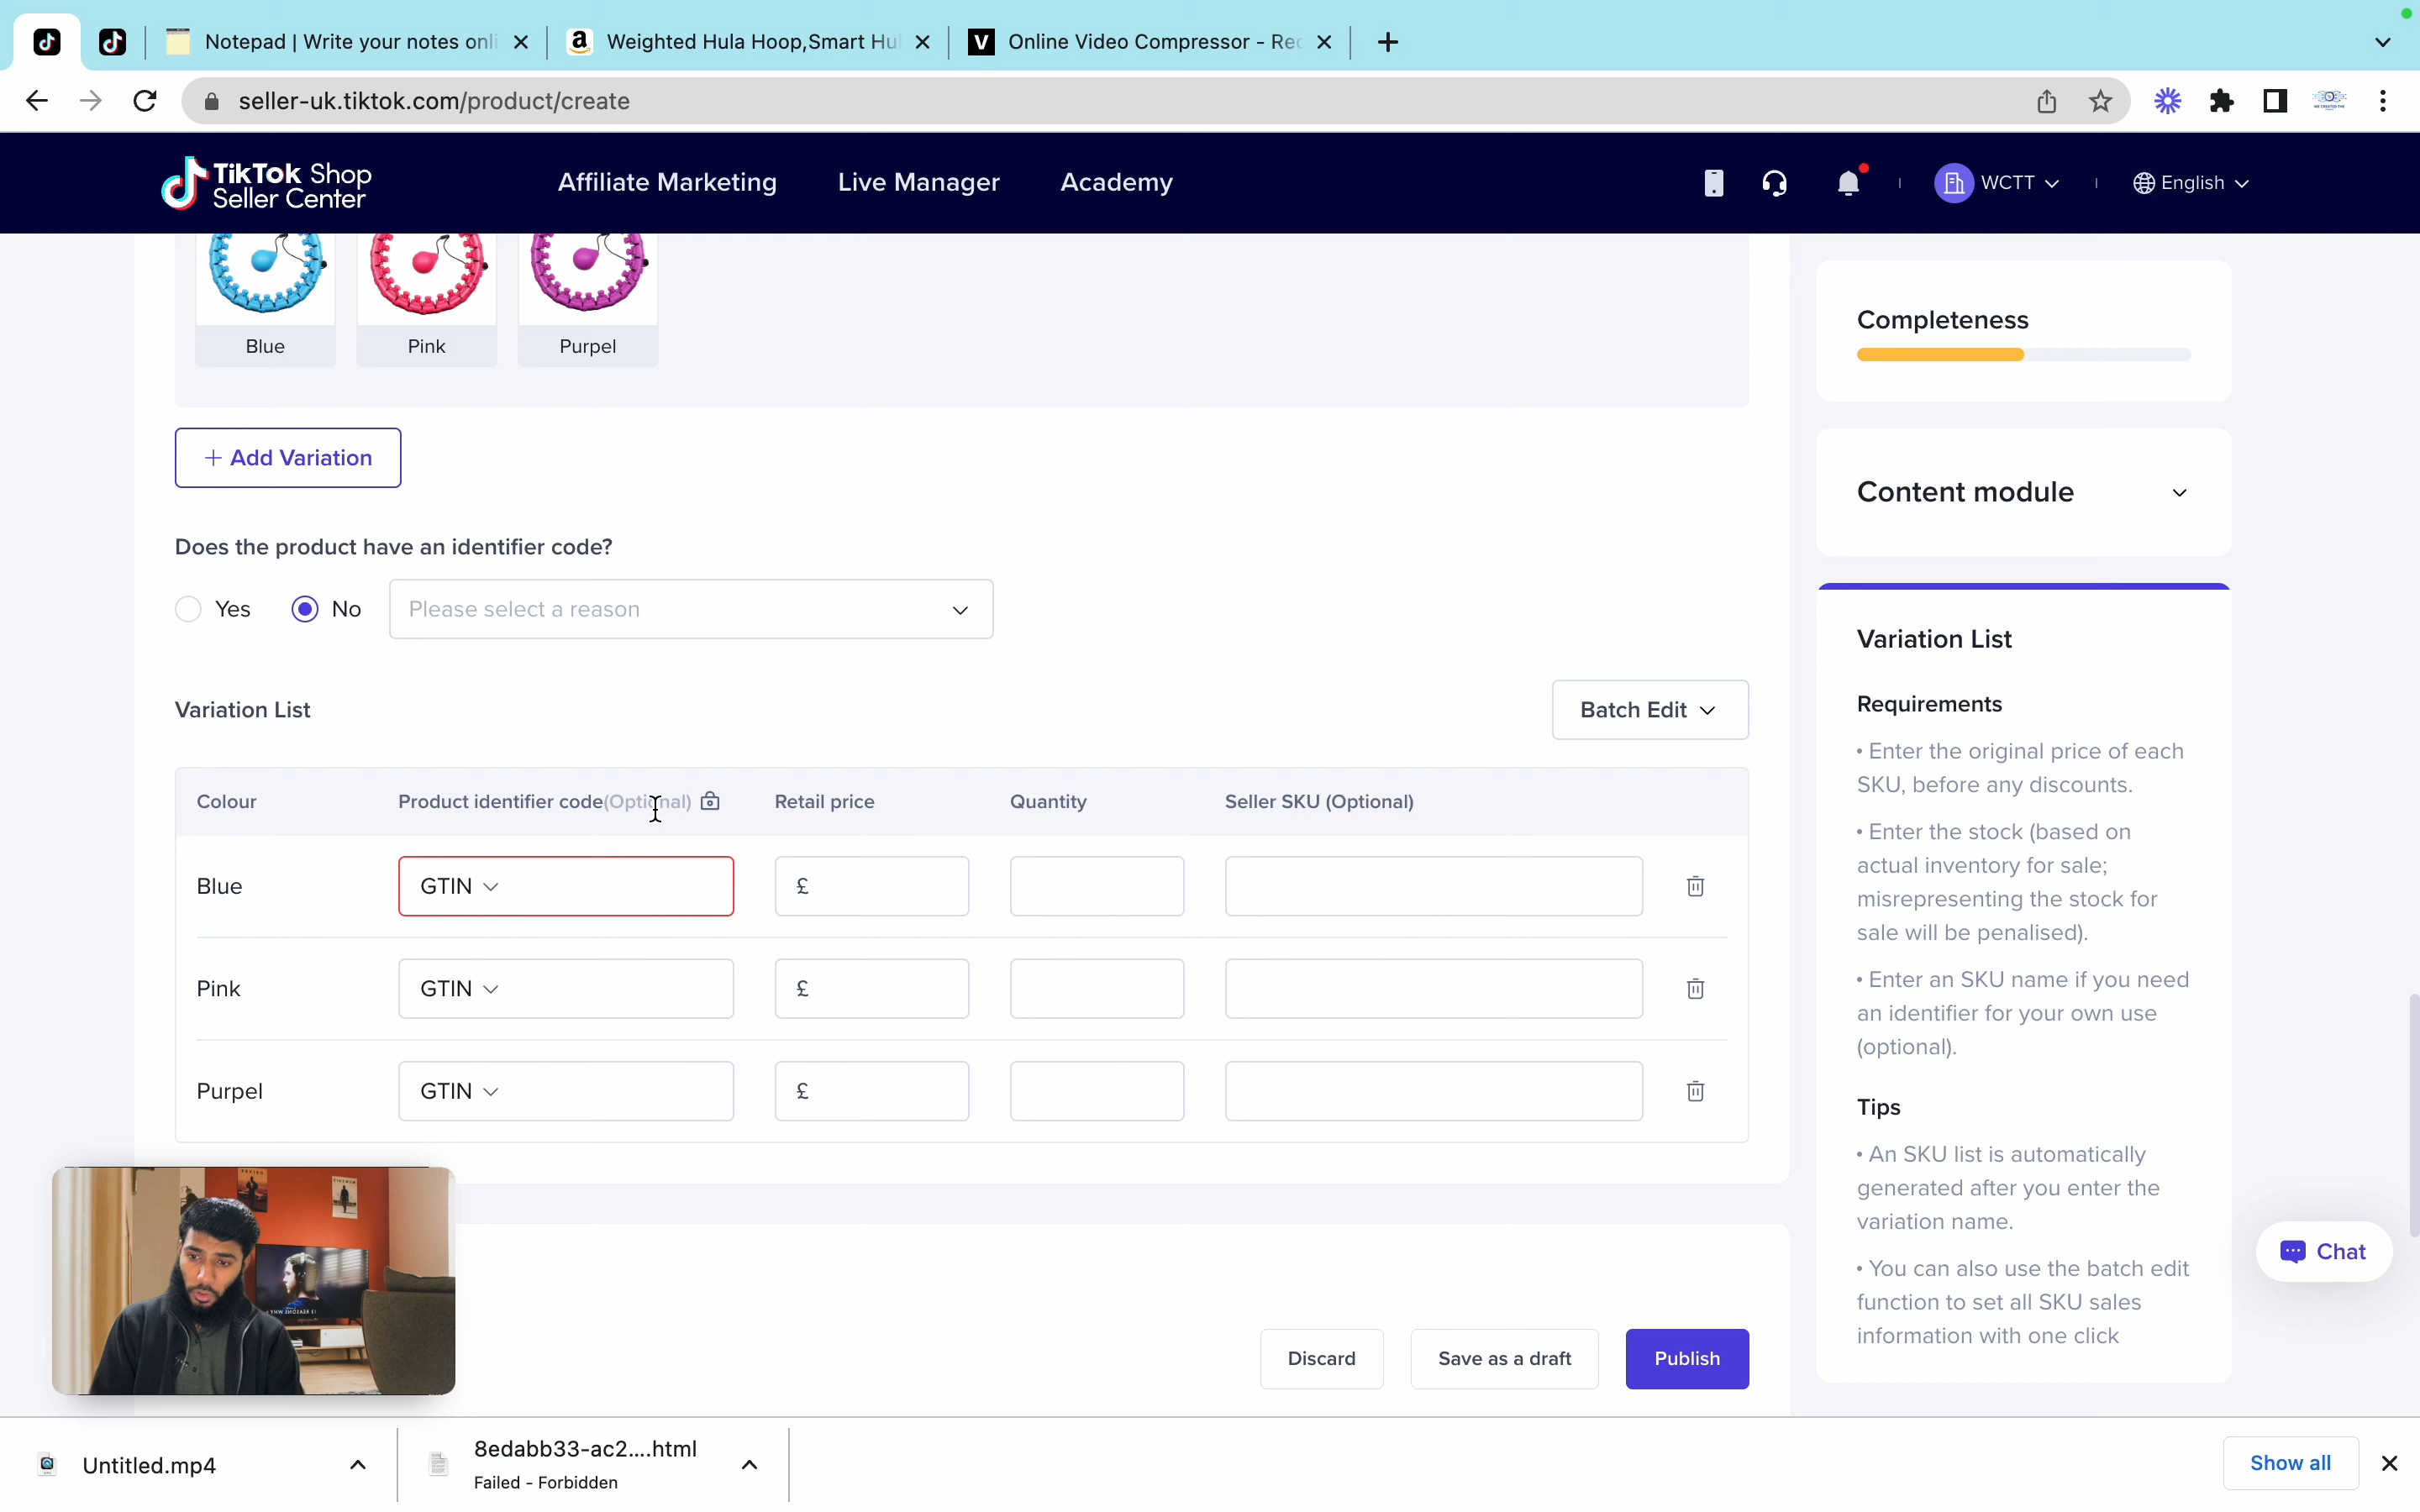 Notepad | Write your notes onli
Weighted Hula Hoop,Smart Hul
Online Video Compressor - Rec
seller-uk.tiktok.com/product/create
TikTok Shop
Seller Center
Affiliate Marketing
Live Manager
Academy
WCTT
English
Blue
Pink
Purpel
+ Add Variation
Does the product have an identifier code?
Yes
No
Please select a reason
Variation List
Batch Edit
Colour
Product identifier code(Optional)
Retail price
Quantity
Seller SKU (Optional)
Blue
GTIN
£
Pink
GTIN
£
Purpel
GTIN
£
Discard
Save as a draft
Publish
Completeness
Content module
Variation List
Requirements
• Enter the original price of each
SKU, before any discounts.
• Enter the stock (based on
actual inventory for sale;
misrepresenting the stock for
sale will be penalised).
• Enter an SKU name if you need
an identifier for your own use
(optional).
Tips
• An SKU list is automatically
generated after you enter the
variation name.
• You can also use the batch edit
function to set all SKU sales
information with one click
Chat
Untitled.mp4
8edabb33-ac2....html
Failed - Forbidden
Show all